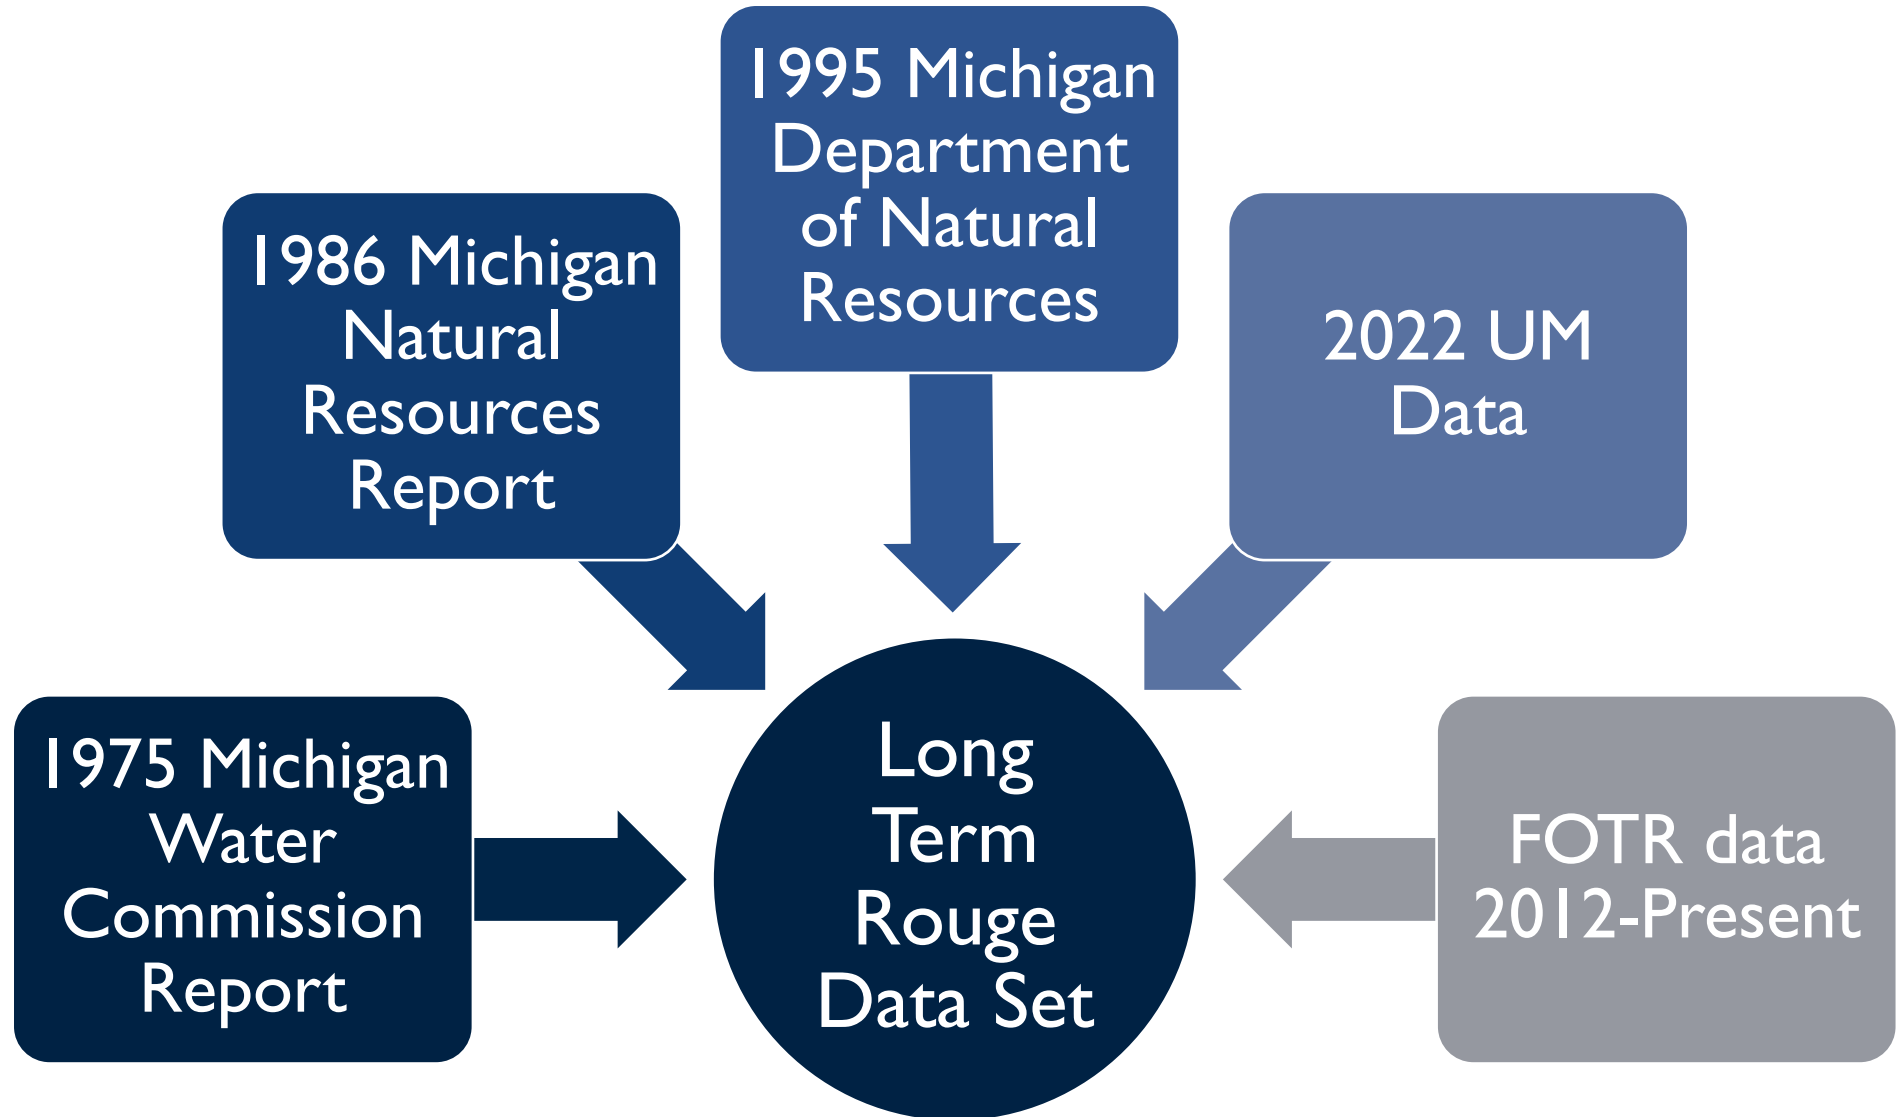 1995 Michigan
Department
of Natural
Resources
1986 Michigan
Natural
Resources
Report
2022 UM
Data
1975 Michigan
Water
Commission
Report
Long
Term
Rouge
Data Set
FOTR data
2012-Present